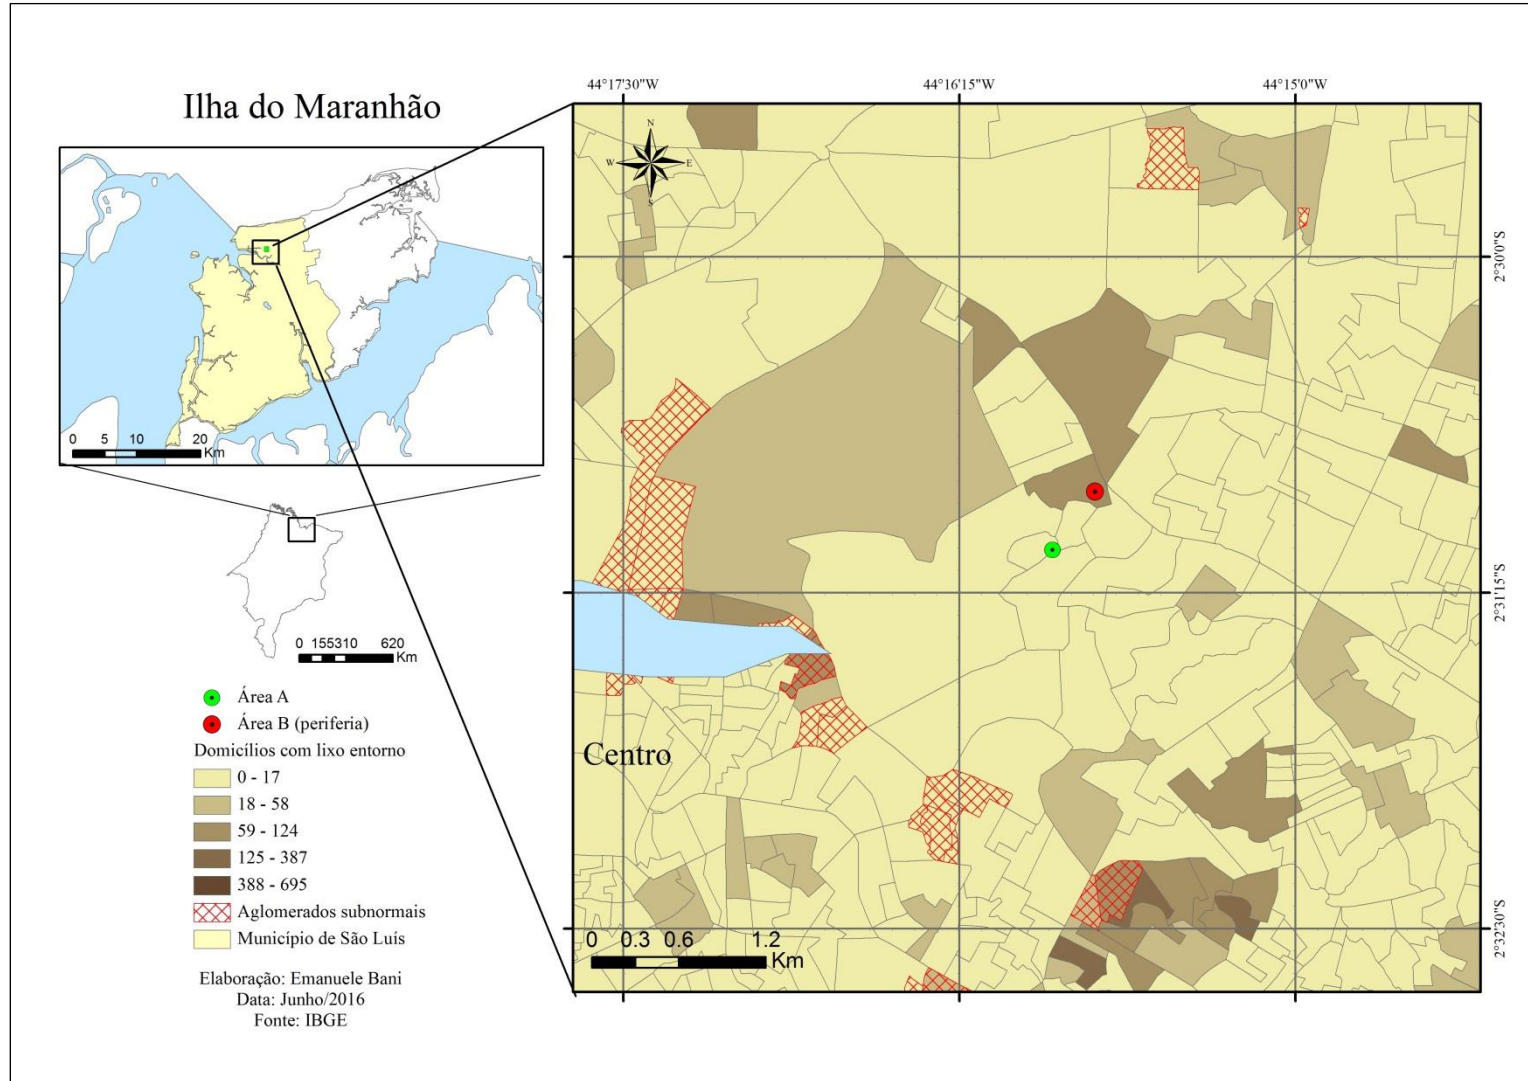 Ilha do Maranhão
0 5 10 20
Km
0 155310 620
Km
Área A
Área B (periferia)
Domicílios com lixo entorno
0 - 17
18 - 58
59 - 124
125 - 387
388 - 695
Aglomerados subnormais
Município de São Luís
Elaboração: Emanuele Bani
Data: Junho/2016
Fonte: IBGE
44°17'30"W 44°16'15"W 44°15'0"W
N
W E
S
2°30'0"S
2°31'15"S
2°32'30"S
Centro
0 0.3 0.6 1.2
Km